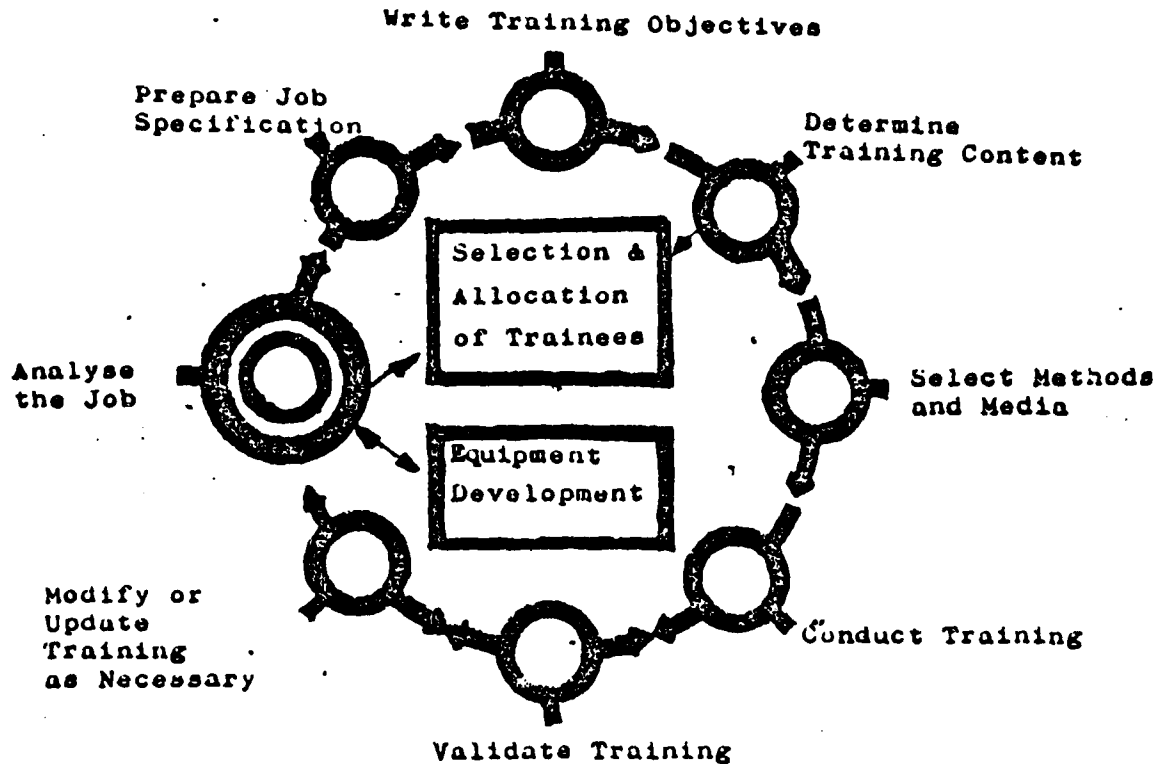 Write Training Objectives
Prepare Job
Specification
Determine
Training Content
Selection &
Allocation
of Trainees
Analyse
the Job
Select Methods
and Media
Equipment
Development
Modify or
Update
Training
as Necessary
Conduct Training
Validate Training